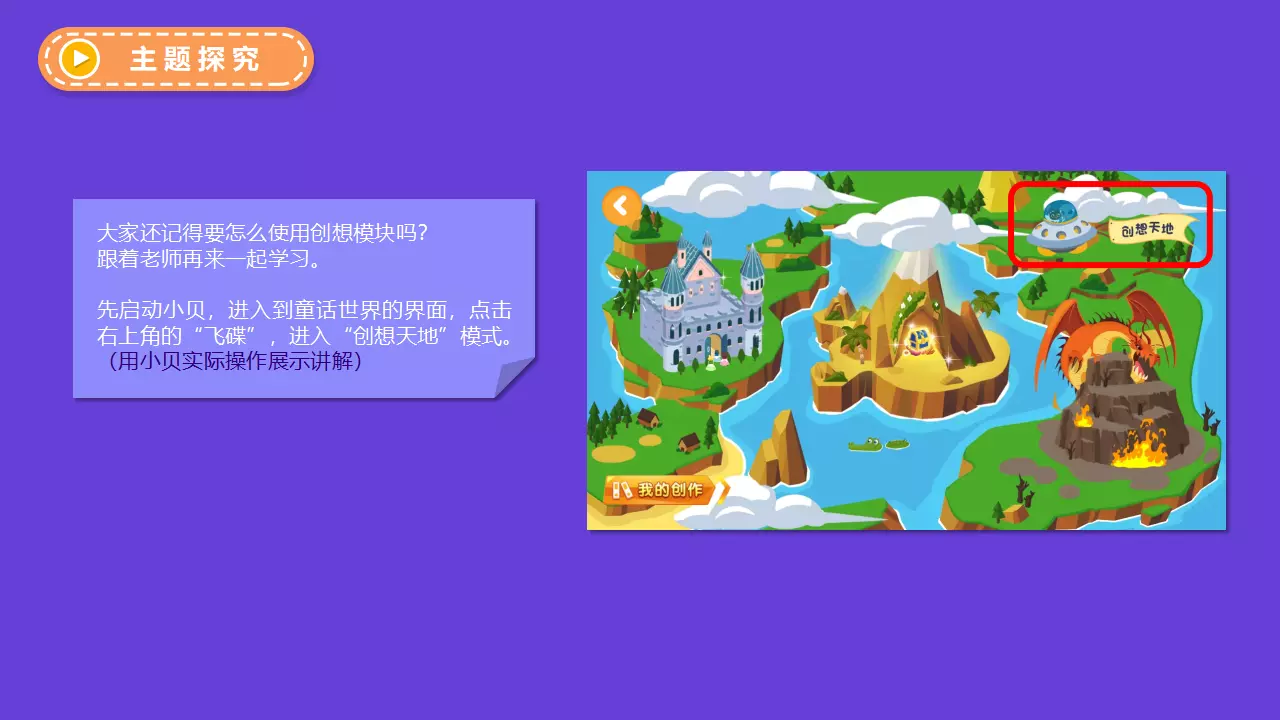 主题探究
大家还记得要怎么使用创想模块吗？
跟着老师再来一起学习。
先启动小贝，进入到童话世界的界面，点击
右上角的“飞碟”，进入“创想天地”模式。
（用小贝实际操作展示讲解）
创想天地
我的创作